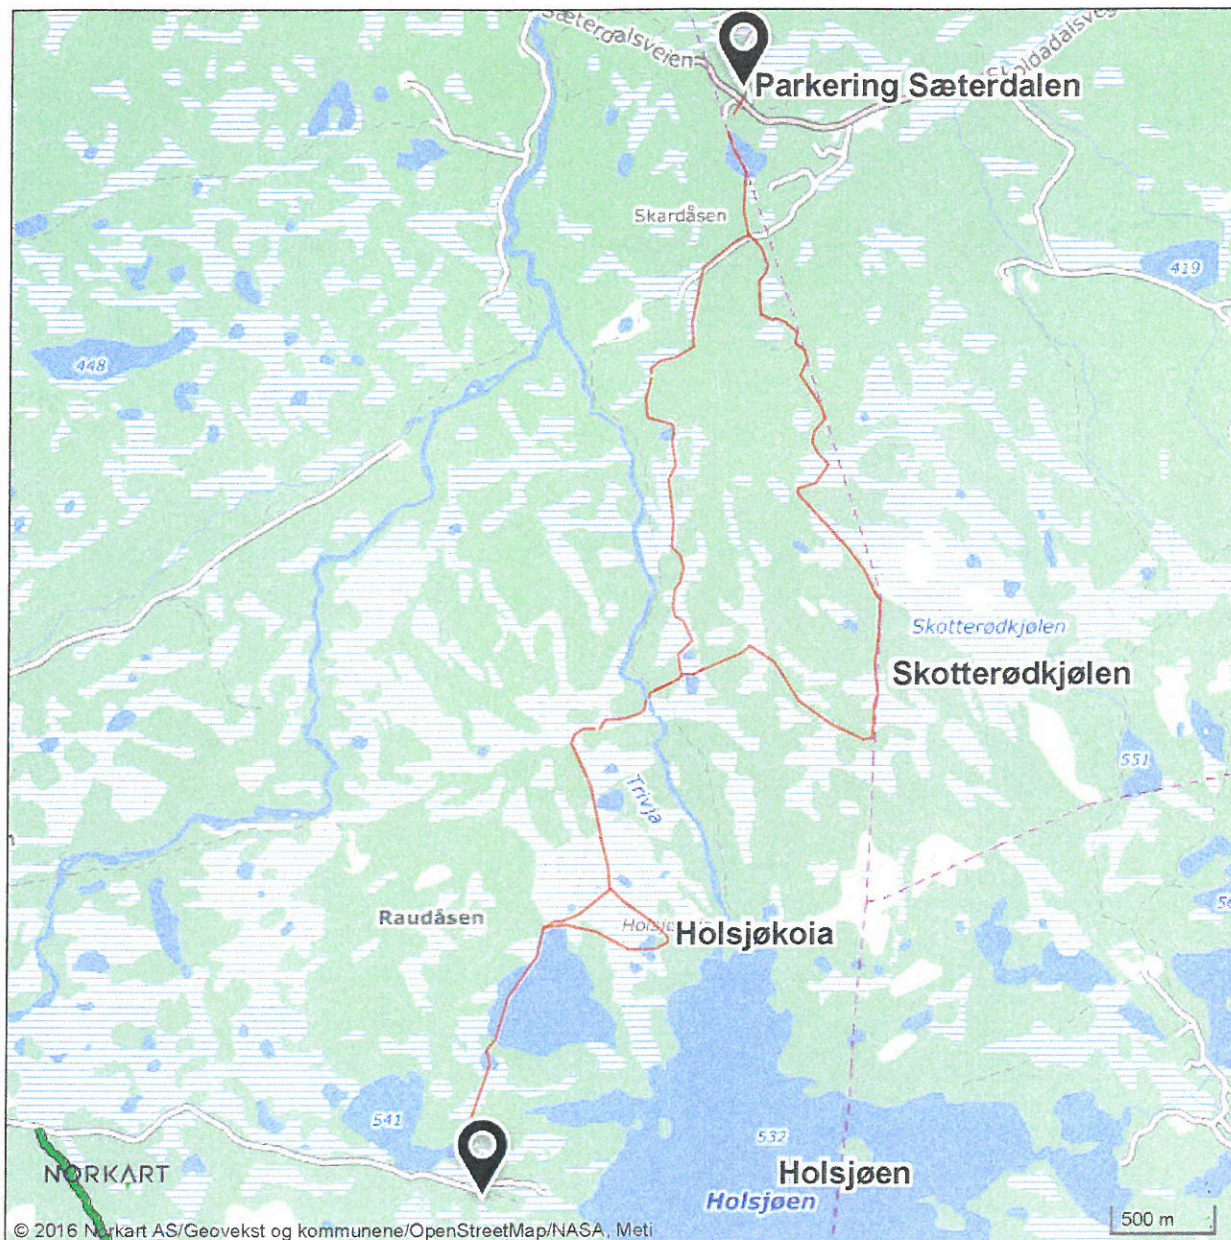 Sæterdalsveien
Parkering Sæterdalen
Skardåsen
419
448
Skotterødkjølen
Skotterødkjølen
551
Trivja
Raudåsen
Holsjøkoia
541
532
NORKART
Holsjøen
Holsjøen
500 m
© 2016 Norkart AS/Geovekst og kommunene/OpenStreetMap/NASA, Meti